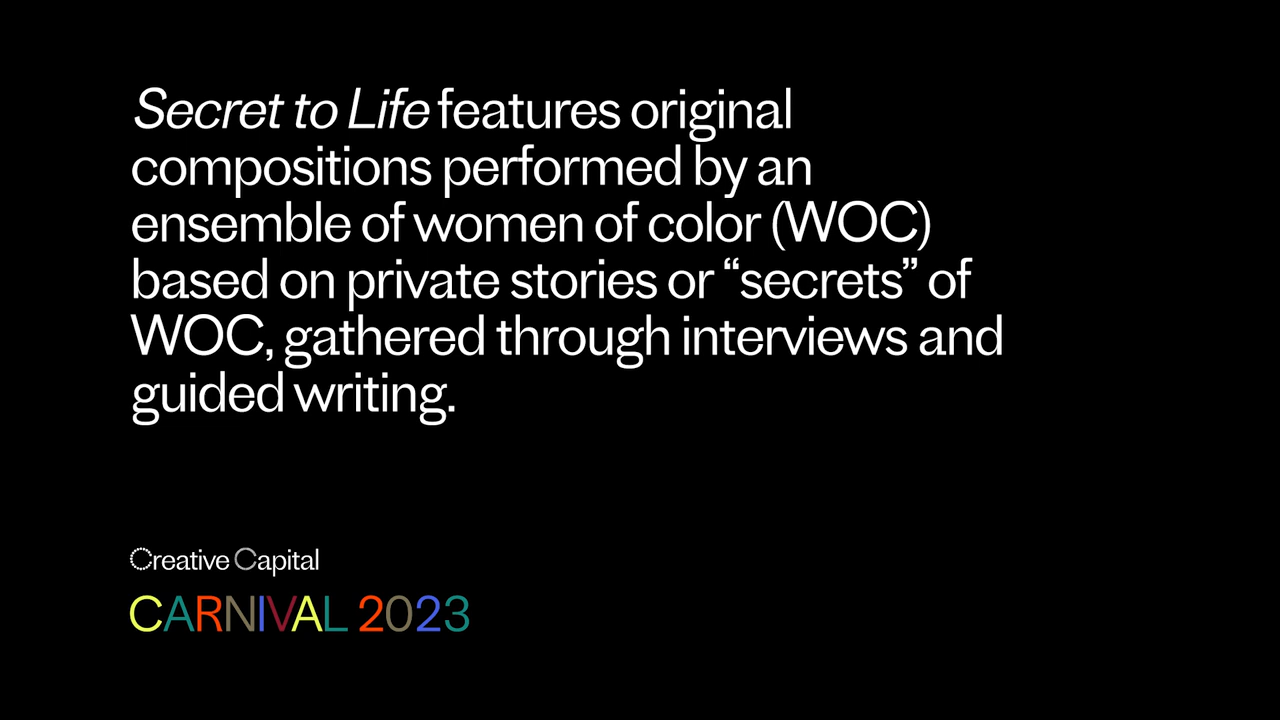 Secret to Life features original
compositions performed by an
ensemble of women of color (WOC)
based on private stories or “secrets” of
WOC, gathered through interviews and
guided writing.
Creative Capital
CARNIVAL 2023